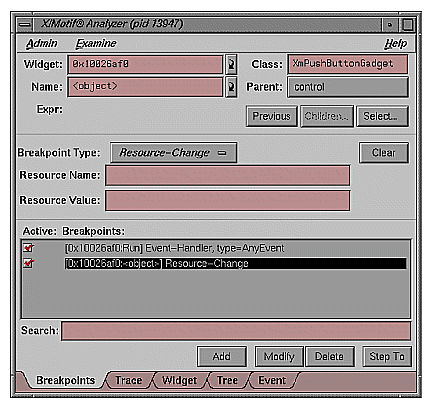 X/Motif® Analyzer (pid 13947)
Admin Examine Help
Widget: 0x10026af0 Class: XmPushButtonGadget
Name: <object> Parent: control
Expr:
Previous Children... Select...
Breakpoint Type: Resource-Change Clear
Resource Name:
Resource Value:
Active: Breakpoints:
[0x10026af0:Run] Event-Handler, type=AnyEvent
[0x10026af0:<object>] Resource-Change
Search:
Add Modify Delete Step To
Breakpoints Trace Widget Tree Event